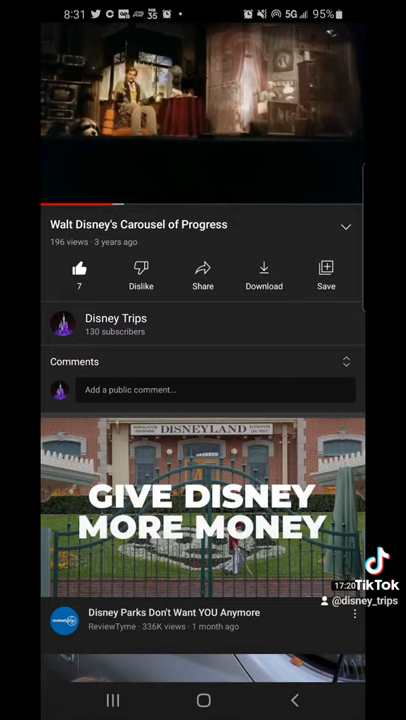 8:31
35
5G 95%
Walt Disney's Carousel of Progress
196 views · 3 years ago
7
Dislike
Share
Download
Save
Disney Trips
130 subscribers
Comments
Add a public comment...
DISNEYLAND
GIVE DISNEY
MORE MONEY
17:20
TikTok
@disney_trips
Disney Parks Don't Want YOU Anymore
ReviewTyme · 336K views · 1 month ago